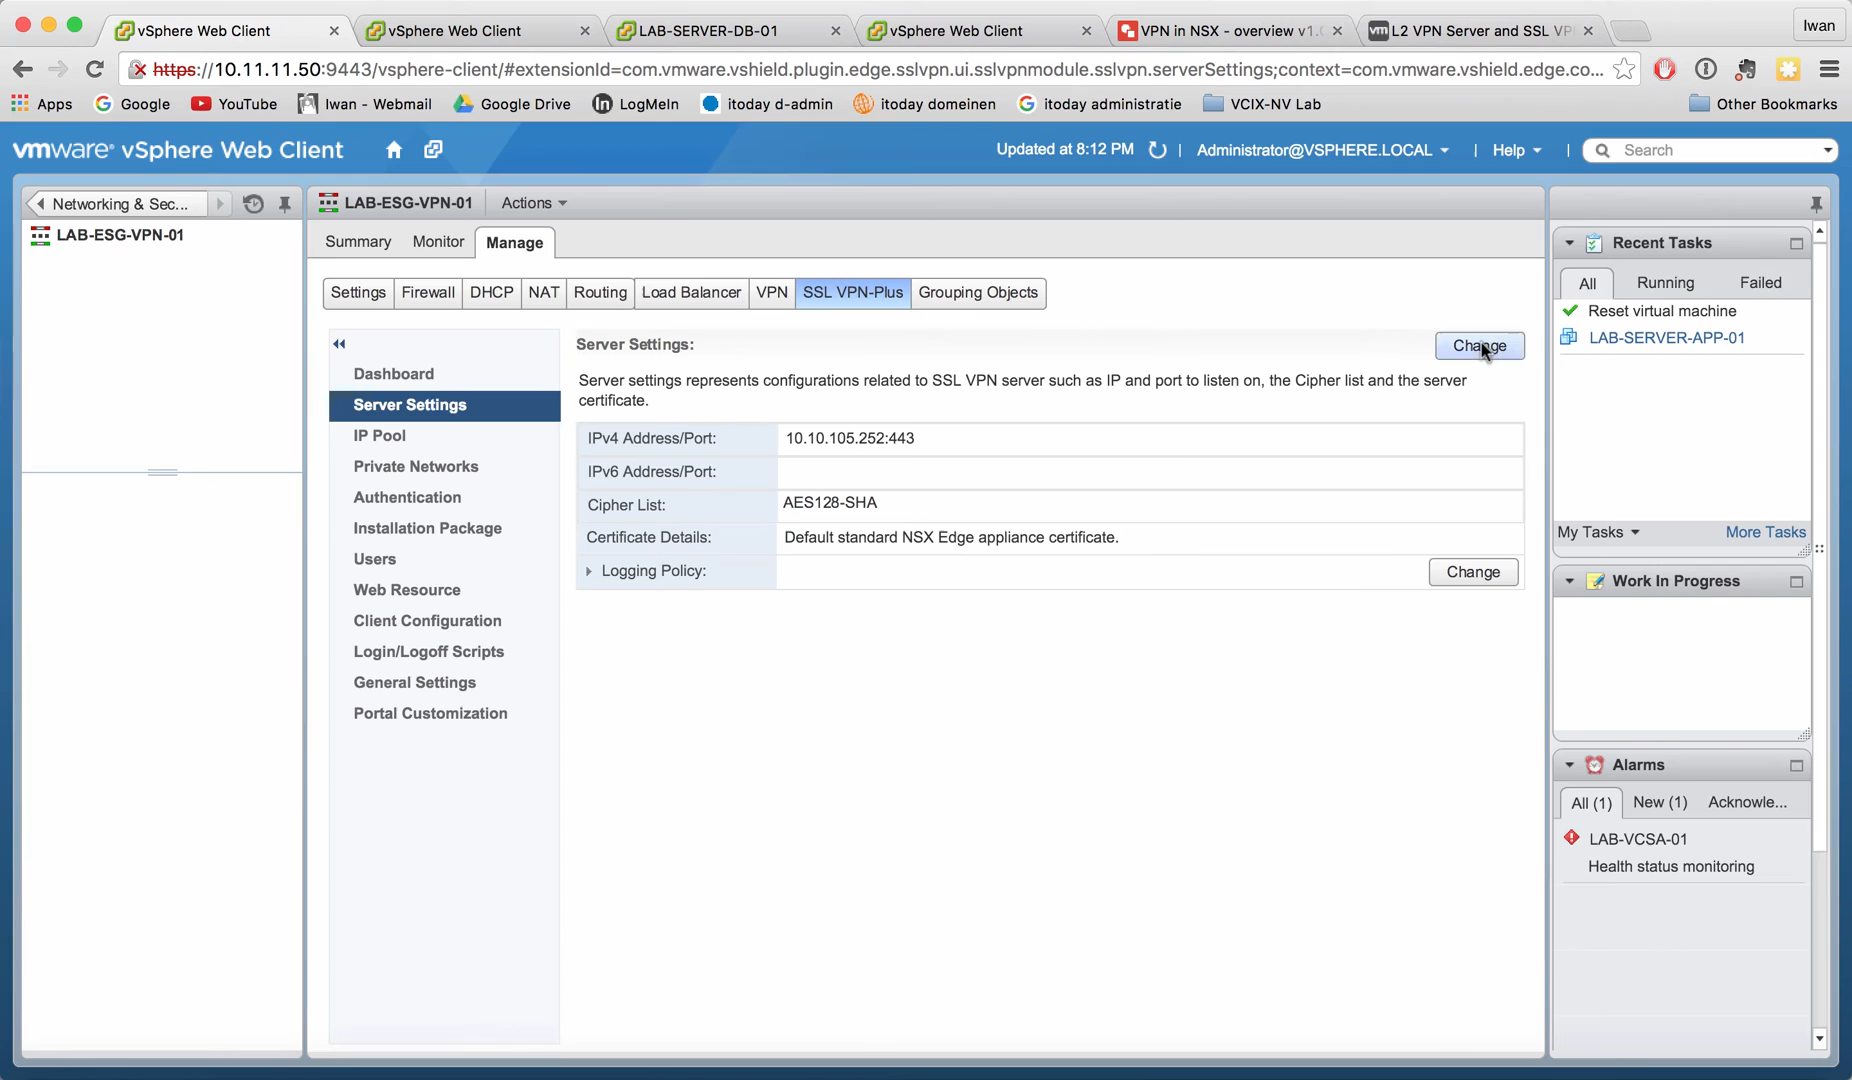 vSphere Web Client
vSphere Web Client
LAB-SERVER-DB-01
vSphere Web Client
VPN in NSX - overview v1.
L2 VPN Server and SSL VP
Iwan
https://10.11.11.50:9443/vsphere-client/#extensionId=com.vmware.vshield.plugin.edge.sslvpn.ui.sslvpnmodule.sslvpn.serverSettings;context=com.vmware.vshield.edge.co...
Apps Google YouTube Iwan - Webmail Google Drive LogMeIn itoday d-admin itoday domeinen itoday administratie VCIX-NV Lab Other Bookmarks
vmware® vSphere Web Client
Updated at 8:12 PM
Administrator@VSPHERE.LOCAL
Help
Search
Networking & Sec...
LAB-ESG-VPN-01
LAB-ESG-VPN-01 Actions
Summary Monitor Manage
Settings Firewall DHCP NAT Routing Load Balancer VPN SSL VPN-Plus Grouping Objects
Dashboard
Server Settings
IP Pool
Private Networks
Authentication
Installation Package
Users
Web Resource
Client Configuration
Login/Logoff Scripts
General Settings
Portal Customization
Server Settings:
Change
Server settings represents configurations related to SSL VPN server such as IP and port to listen on, the Cipher list and the server
certificate.
IPv4 Address/Port: 10.10.105.252:443
IPv6 Address/Port:
Cipher List: AES128-SHA
Certificate Details: Default standard NSX Edge appliance certificate.
Logging Policy: Change
Recent Tasks
All Running Failed
Reset virtual machine
LAB-SERVER-APP-01
My Tasks More Tasks
Work In Progress
Alarms
All (1) New (1) Acknowle...
LAB-VCSA-01
Health status monitoring